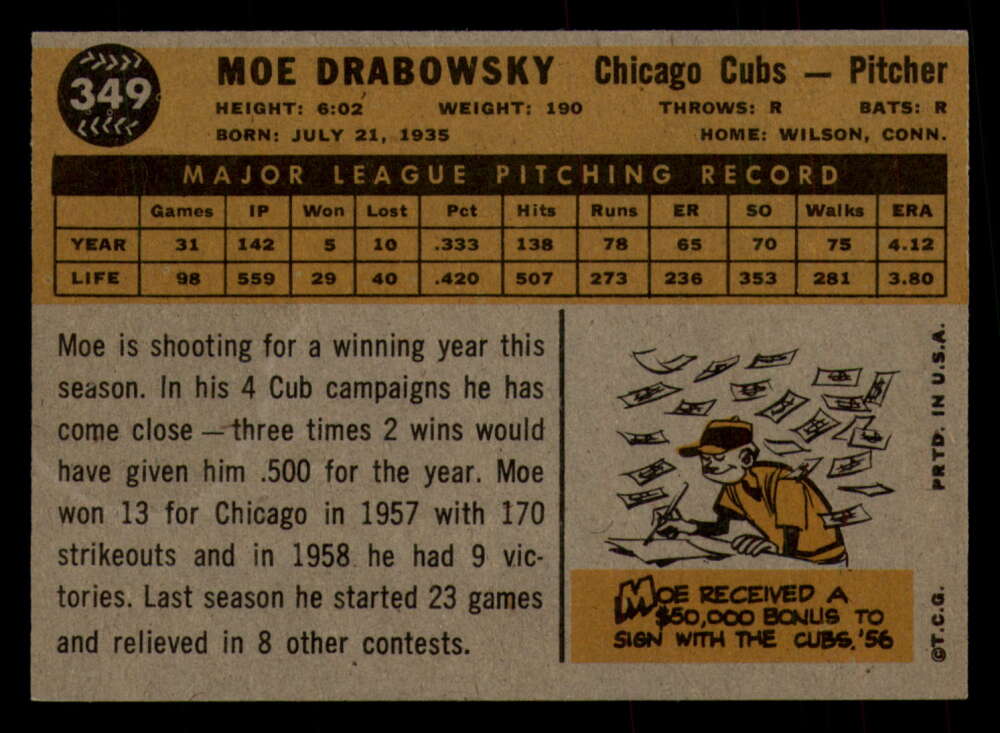 349
MOE DRABOWSKY Chicago Cubs — Pitcher
HEIGHT: 6:02 WEIGHT: 190 THROWS: R BATS: R
BORN: JULY 21, 1935 HOME: WILSON, CONN.
MAJOR LEAGUE PITCHING RECORD
Games IP Won Lost Pct Hits Runs ER SO Walks ERA
YEAR 31 142 5 10 .333 138 78 65 70 75 4.12
LIFE 98 559 29 40 .420 507 273 236 353 281 3.80
Moe is shooting for a winning year this
season. In his 4 Cub campaigns he has
come close — three times 2 wins would
have given him .500 for the year. Moe
won 13 for Chicago in 1957 with 170
strikeouts and in 1958 he had 9 vic-
tories. Last season he started 23 games
and relieved in 8 other contests.
MOE RECEIVED A
$50,000 BONUS TO
SIGN WITH THE CUBS, '56
©T.C.G. PRTD. IN U.S.A.